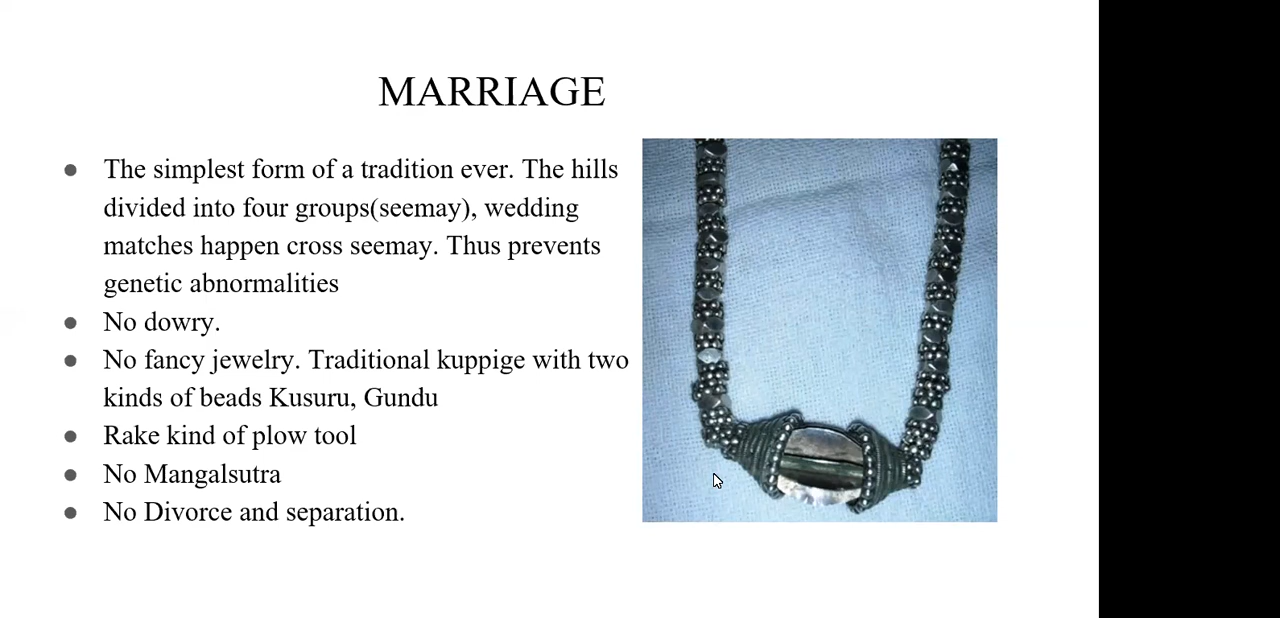 MARRIAGE
● The simplest form of a tradition ever. The hills
divided into four groups(seemay), wedding
matches happen cross seemay. Thus prevents
genetic abnormalities
● No dowry.
● No fancy jewelry. Traditional kuppige with two
kinds of beads Kusuru, Gundu
● Rake kind of plow tool
● No Mangalsutra
● No Divorce and separation.